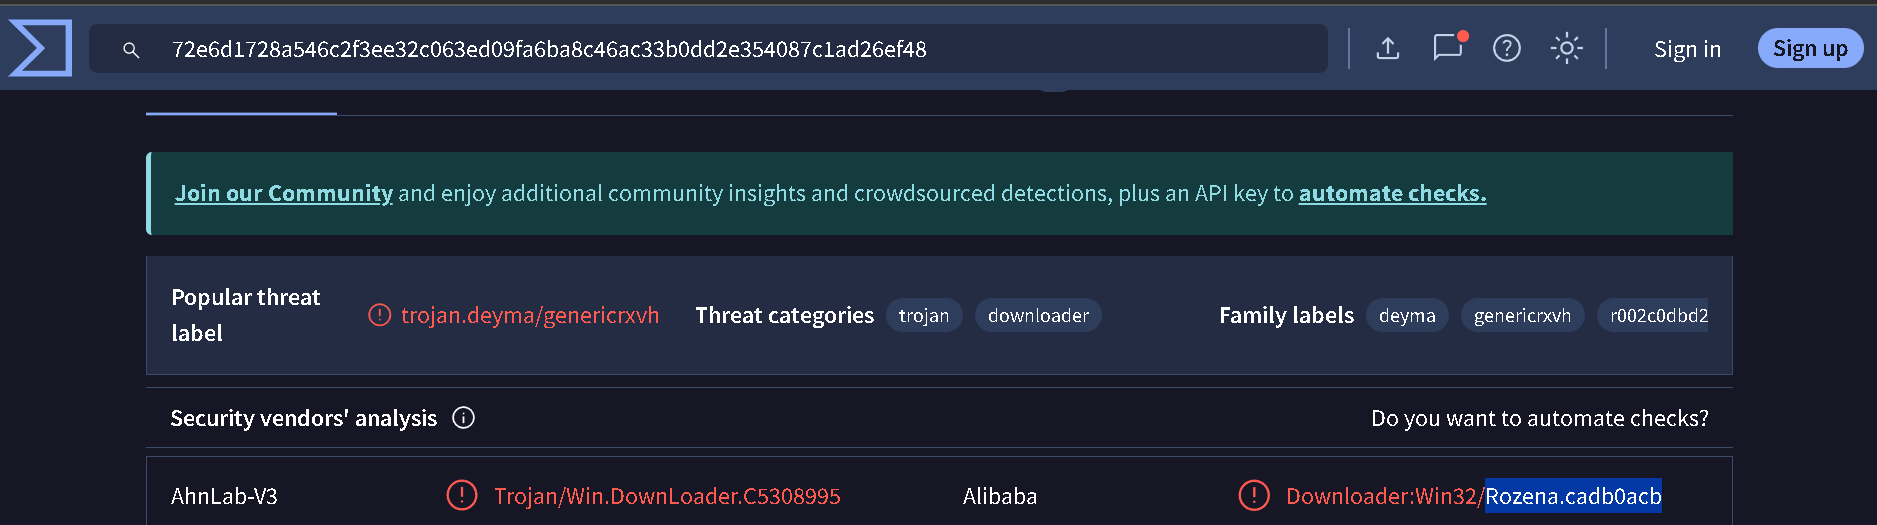 72e6d1728a546c2f3ee32c063ed09fa6ba8c46ac33b0dd2e354087c1ad26ef48
Sign in
Sign up
Join our Community and enjoy additional community insights and crowdsourced detections, plus an API key to automate checks.
Popular threat
label
trojan.deyma/genericrxvh
Threat categories
trojan
downloader
Family labels
deyma
genericrxvh
r002c0dbd2
Security vendors' analysis
Do you want to automate checks?
AhnLab-V3
Trojan/Win.DownLoader.C5308995
Alibaba
Downloader:Win32/Rozena.cadb0acb